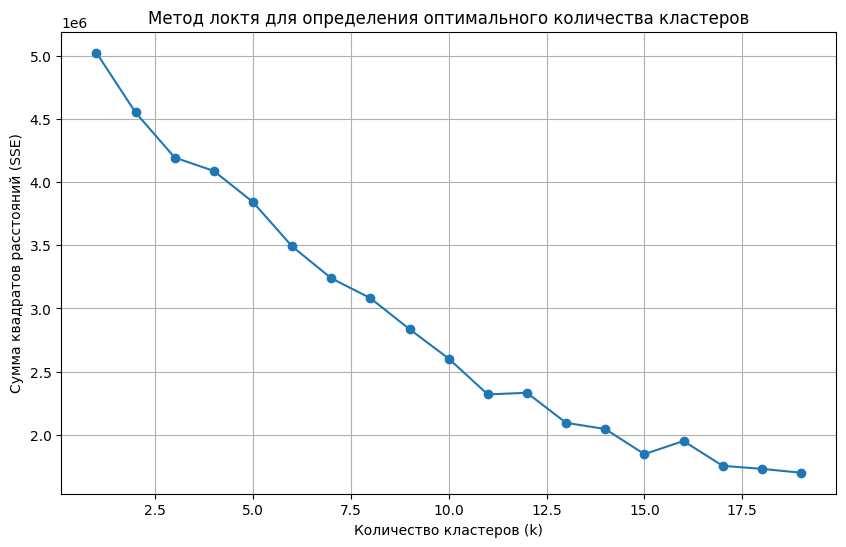 Метод локтя для определения оптимального количества кластеров
1e6
5.0
4.5
4.0
3.5
3.0
2.5
2.0
Сумма квадратов расстояний (SSE)
2.5 5.0 7.5 10.0 12.5 15.0 17.5
Количество кластеров (k)